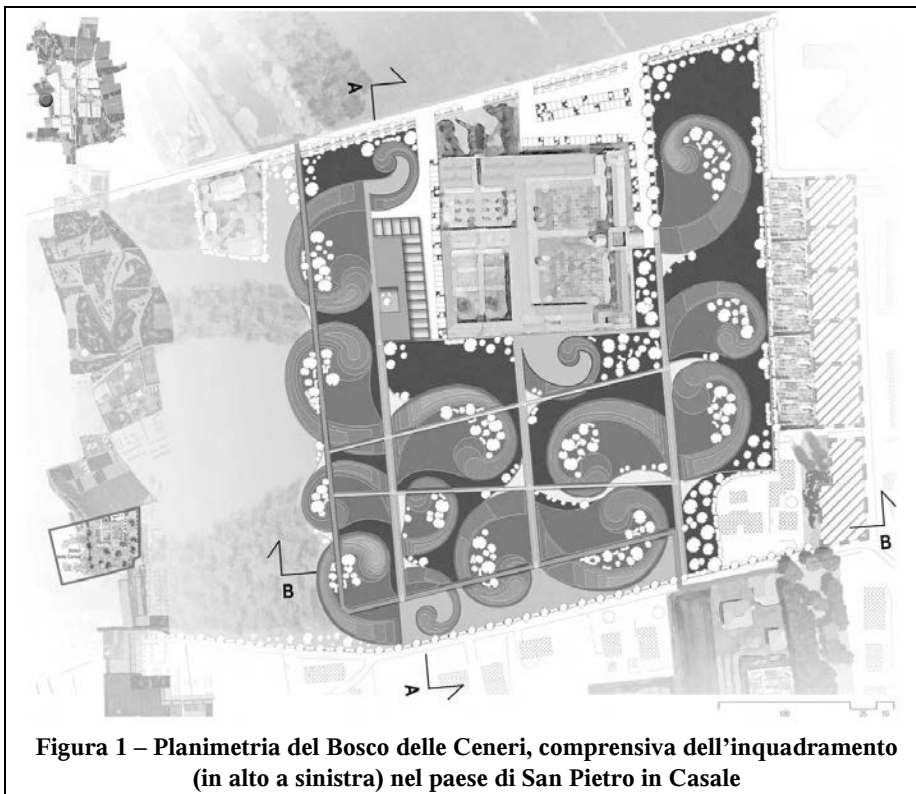 A
A
B
B
100
25
10
Figura 1 – Planimetria del Bosco delle Ceneri, comprensiva dell’inquadramento
(in alto a sinistra) nel paese di San Pietro in Casale